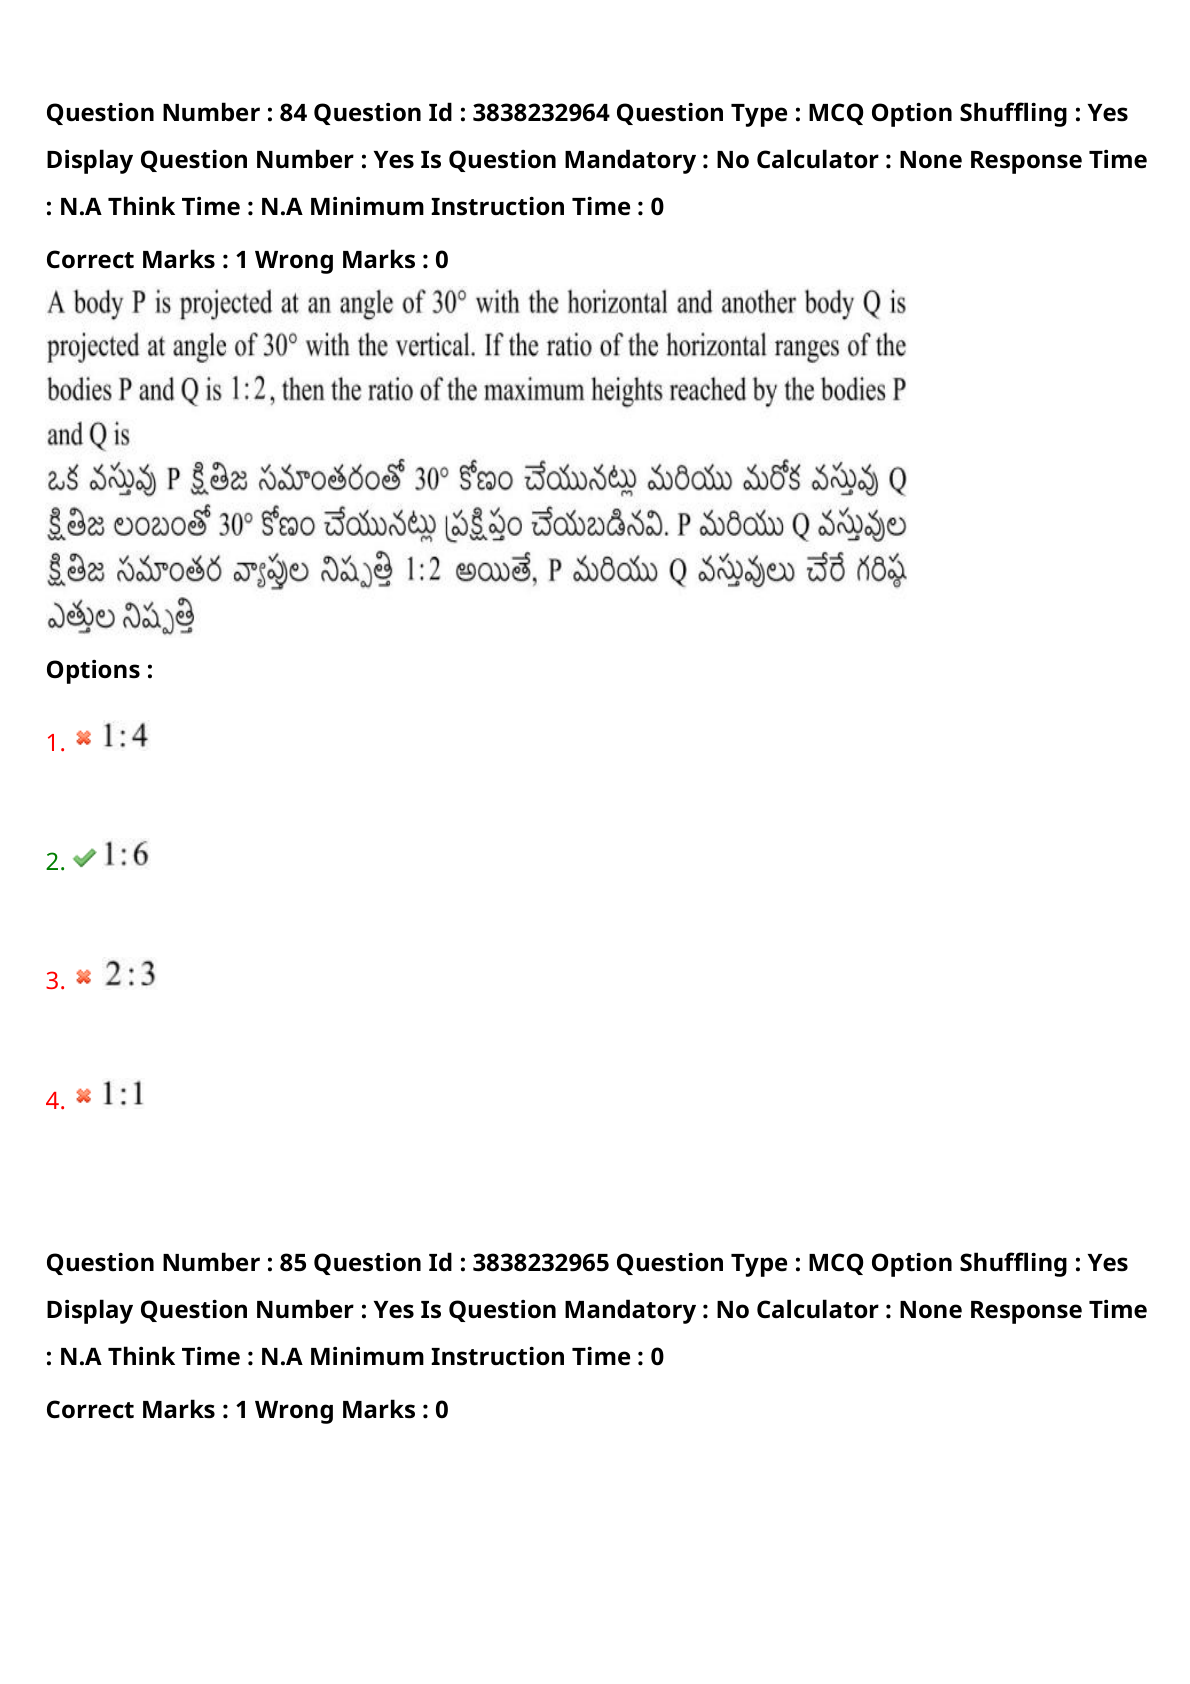 Question Number : 84 Question Id : 3838232964 Question Type : MCQ Option Shuffling : Yes
Display Question Number : Yes Is Question Mandatory : No Calculator : None Response Time
: N.A Think Time : N.A Minimum Instruction Time : 0
Correct Marks : 1 Wrong Marks : 0
A body P is projected at an angle of 30° with the horizontal and another body Q is
projected at angle of 30° with the vertical. If the ratio of the horizontal ranges of the
bodies P and Q is 1:2, then the ratio of the maximum heights reached by the bodies P
and Q is
ఒక వస్తువు P క్షితిజ సమాంతరంతో 30° కోణం చేయునట్లు మరియు మరోక వస్తువు Q
క్షితిజ లంబంతో 30° కోణం చేయునట్లు ప్రక్షిప్తం చేయబడినవి. P మరియు Q వస్తువుల
క్షితిజ సమాంతర వ్యాప్తుల నిష్పత్తి 1:2 అయితే, P మరియు Q వస్తువులు చేరే గరిష్ఠ
ఎత్తుల నిష్పత్తి
Options :
1. 1:4
2. 1:6
3. 2:3
4. 1:1
Question Number : 85 Question Id : 3838232965 Question Type : MCQ Option Shuffling : Yes
Display Question Number : Yes Is Question Mandatory : No Calculator : None Response Time
: N.A Think Time : N.A Minimum Instruction Time : 0
Correct Marks : 1 Wrong Marks : 0